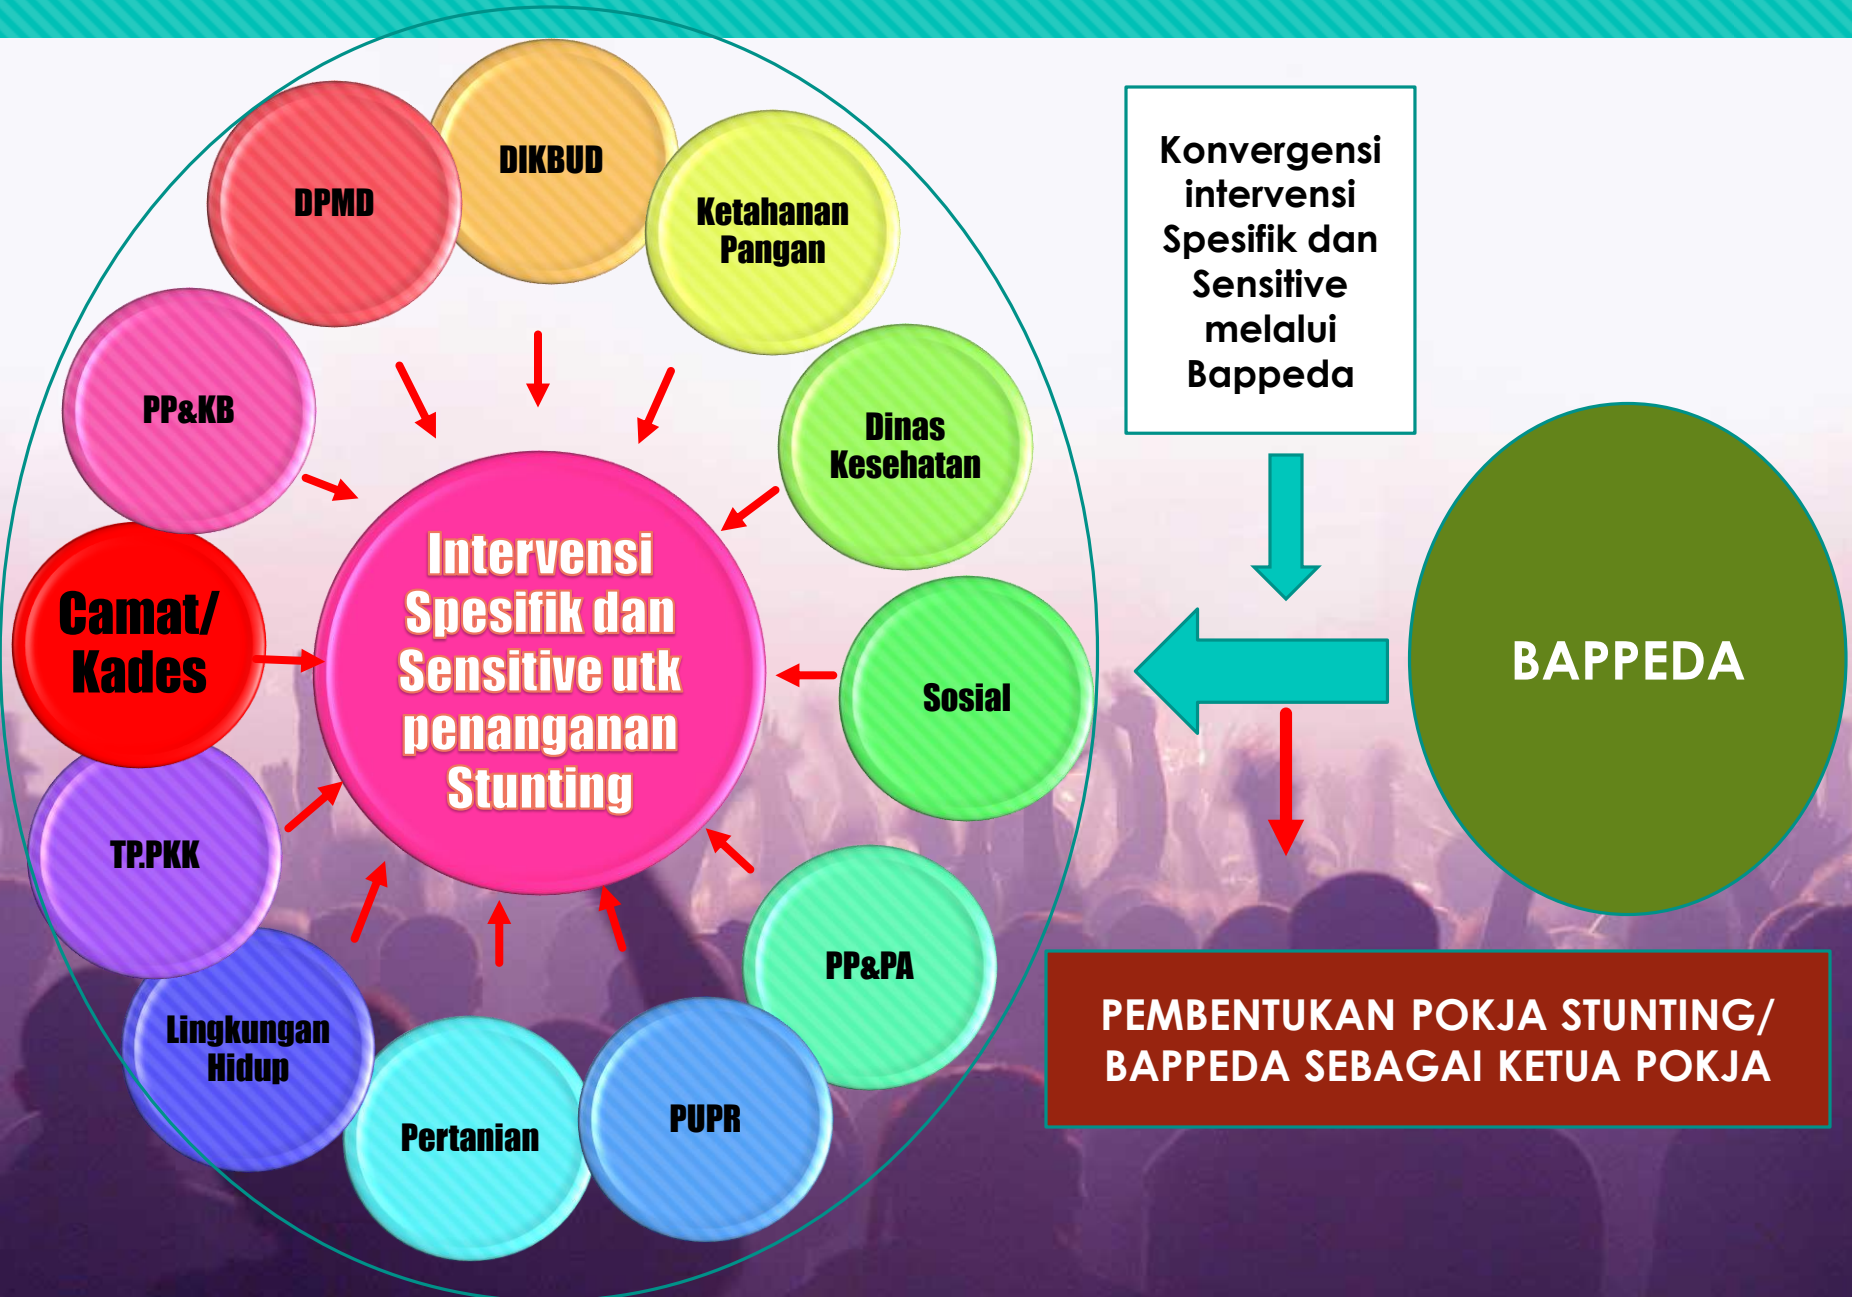 DIKBUD
DPMD
Ketahanan
Pangan
PP&KB
Dinas
Kesehatan
Camat/
Kades
Intervensi
Spesifik dan
Sensitive utk
penanganan
Stunting
Sosial
TP.PKK
PP&PA
Lingkungan
Hidup
Pertanian
PUPR
Konvergensi
intervensi
Spesifik dan
Sensitive
melalui
Bappeda
BAPPEDA
PEMBENTUKAN POKJA STUNTING/
BAPPEDA SEBAGAI KETUA POKJA